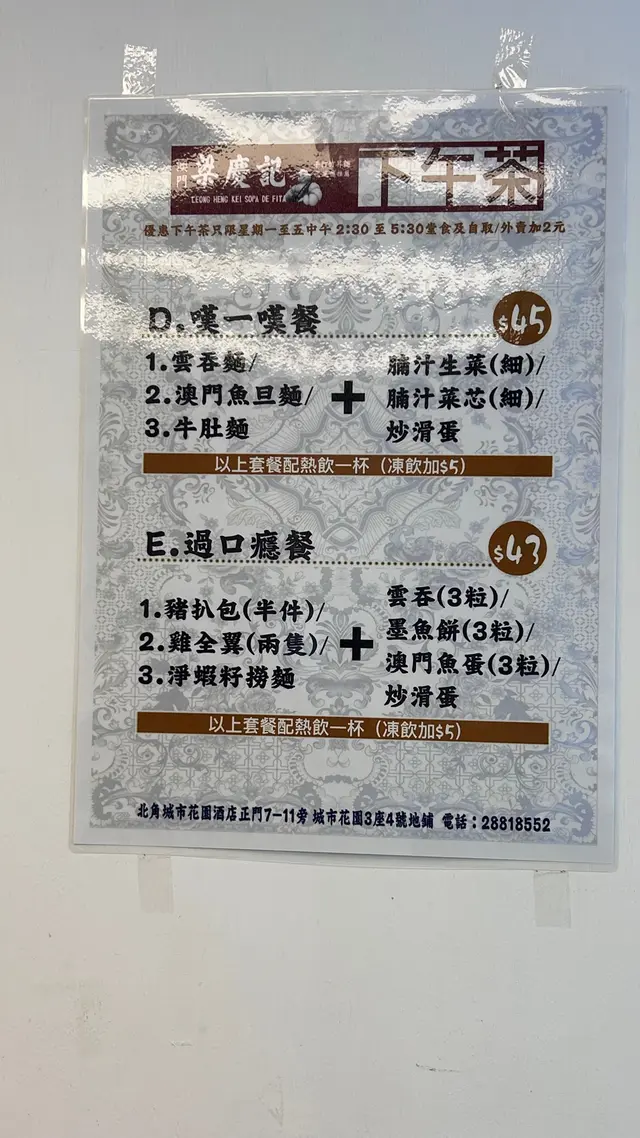 澳門 梁慶記
LEONG HENG KEI SOPA DE FITA
下午茶
優惠下午茶只限星期一至五中午 2:30 至 5:30堂食及自取/外賣加2元
D.嘆一嘆餐 $45
1.雲吞麵/
2.澳門魚旦麵/
3.牛肚麵
+
腩汁生菜(細)/
腩汁菜芯(細)/
炒滑蛋
以上套餐配熱飲一杯（凍飲加$5）
E.過口癮餐 $43
1.豬扒包(半件)/
2.雞全翼(兩隻)/
3.淨蝦籽撈麵
+
雲吞(3粒)/
墨魚餅(3粒)/
澳門魚蛋(3粒)/
炒滑蛋
以上套餐配熱飲一杯（凍飲加$5）
北角城市花園酒店正門7-11旁 城市花園3座4號地鋪 電話：28818552